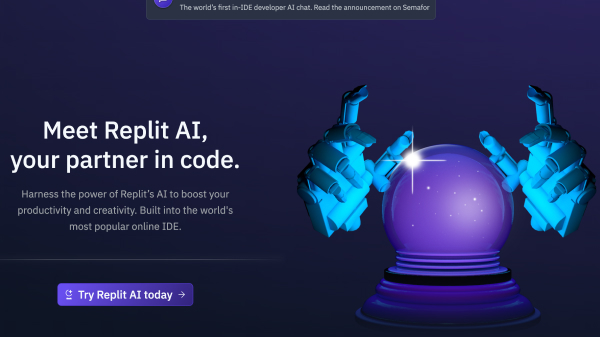 The world's first in-IDE developer AI chat. Read the announcement on Semafor
Meet Replit AI,
your partner in code.
Harness the power of Replit's AI to boost your
productivity and creativity. Built into the world's
most popular online IDE.
Try Replit AI today →